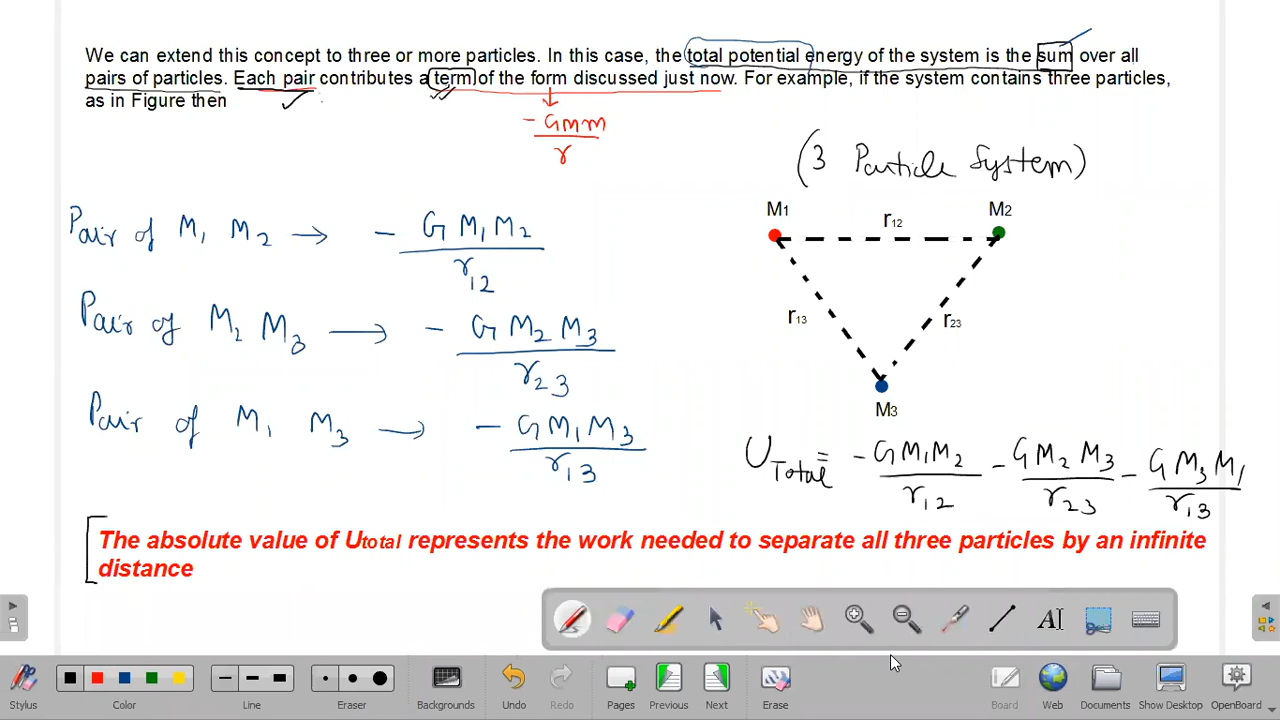 We can extend this concept to three or more particles. In this case, the total potential energy of the system is the sum over all
pairs of particles. Each pair contributes a term of the form discussed just now. For example, if the system contains three particles,
as in Figure then
- GMm
r
(3 Particle System)
M1
r12
M2
r13
r23
M3
Pair of M1 M2 → - G M1M2
r12
Pair of M2 M3 → - G M2 M3
r23
Pair of M1 M3 → - GM1M3
r13
UTotal = - GM1M2 - GM2 M3 - GM3M1
r12 r23 r13
The absolute value of Utotal represents the work needed to separate all three particles by an infinite
distance
AI
Stylus
Color
Line
Eraser
Backgrounds
Undo
Redo
Pages
Previous
Next
Erase
Board
Web
Documents
Show Desktop
OpenBoard